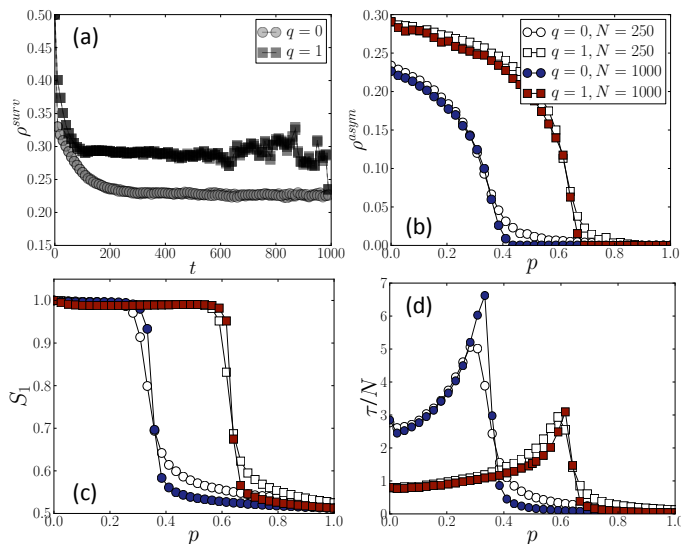 (a)
q = 0
q = 1
ρ^surv
0.50
0.45
0.40
0.35
0.30
0.25
0.20
0.15
0 200 400 600 800 1000
t
(b)
q = 0, N = 250
q = 1, N = 250
q = 0, N = 1000
q = 1, N = 1000
ρ^asym
0.30
0.25
0.20
0.15
0.10
0.05
0.00
0.0 0.2 0.4 0.6 0.8 1.0
p
(c)
S₁
1.0
0.9
0.8
0.7
0.6
0.5
0.0 0.2 0.4 0.6 0.8 1.0
p
(d)
τ/N
7
6
5
4
3
2
1
0
0.0 0.2 0.4 0.6 0.8 1.0
p